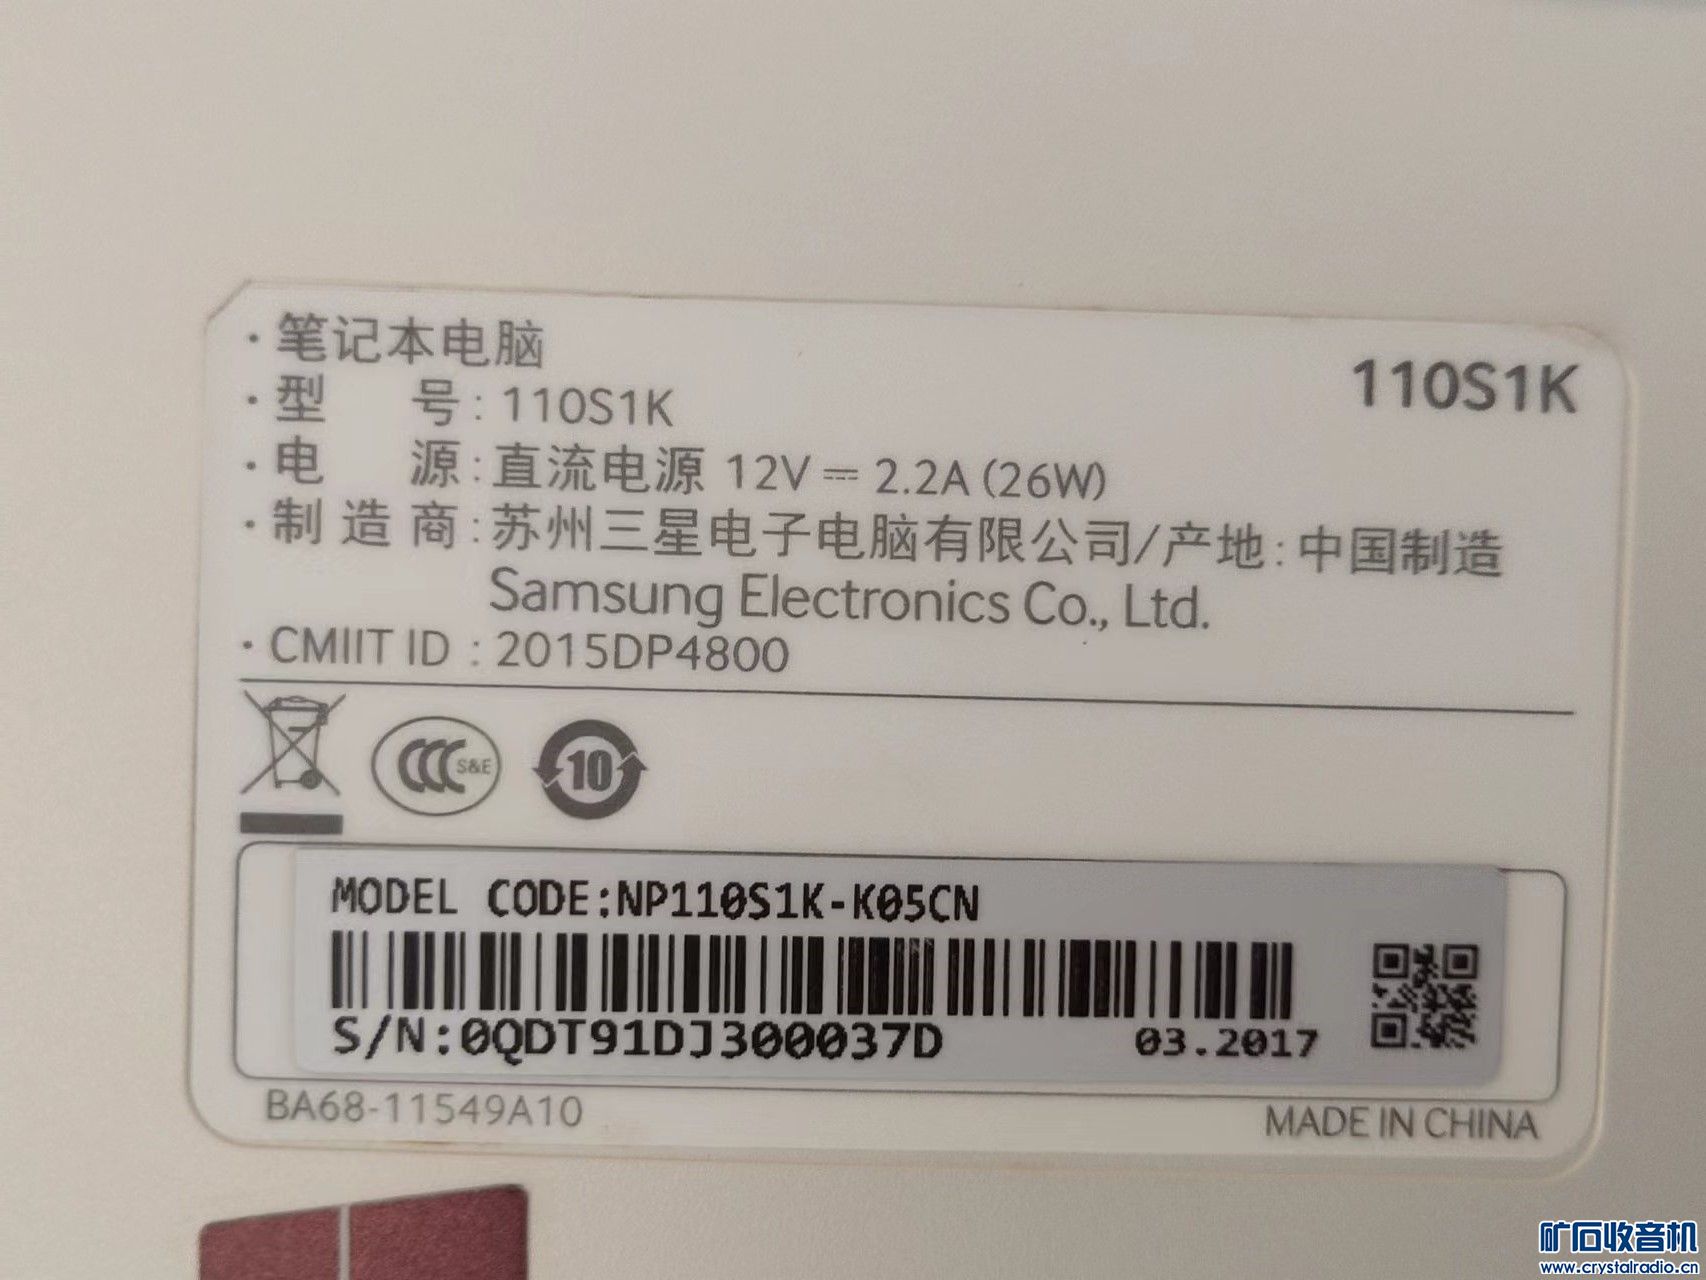 · 笔记本电脑
110S1K
· 型 号: 110S1K
· 电 源: 直流电源 12V ⎓ 2.2A (26W)
· 制 造 商: 苏州三星电子电脑有限公司/产地: 中国制造
Samsung Electronics Co., Ltd.
· CMIIT ID : 2015DP4800
CCC S&E
10
MODEL CODE:NP110S1K-K05CN
S/N:0QDT91DJ300037D 03.2017
BA68-11549A10
MADE IN CHINA
矿石收音机
www.crystalradio.cn